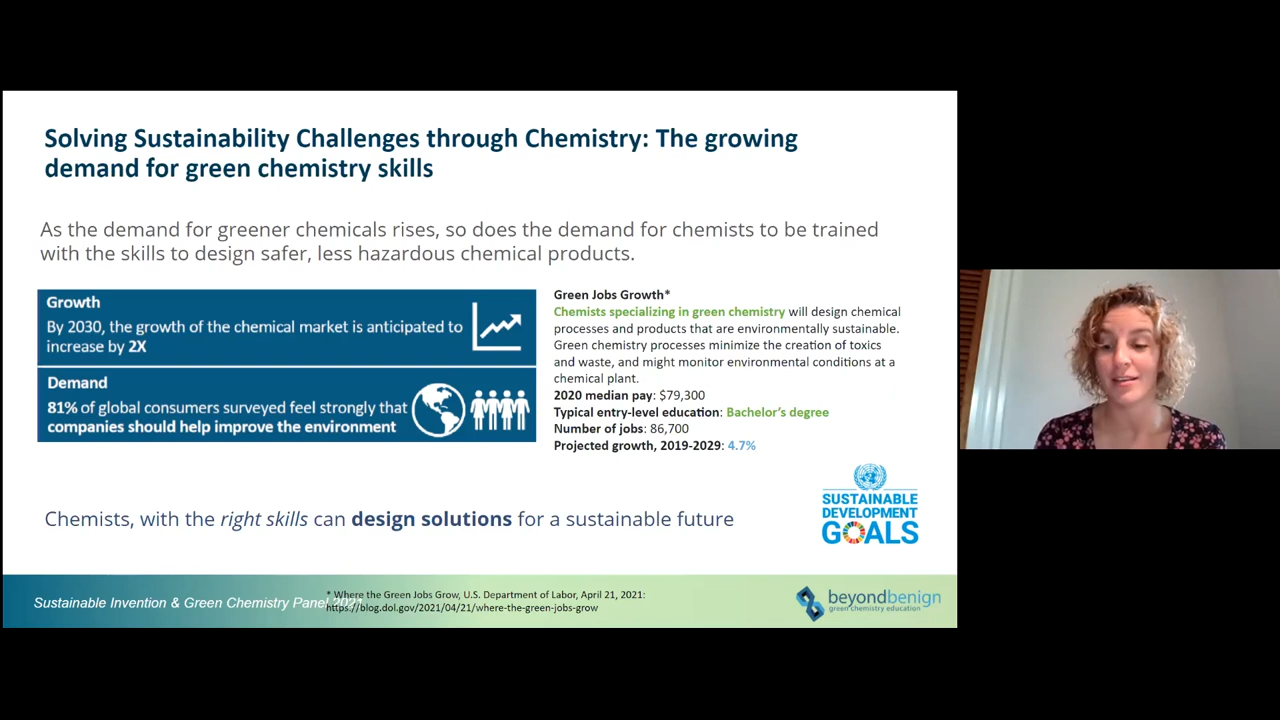 Solving Sustainability Challenges through Chemistry: The growing
demand for green chemistry skills
As the demand for greener chemicals rises, so does the demand for chemists to be trained
with the skills to design safer, less hazardous chemical products.
Growth
By 2030, the growth of the chemical market is anticipated to
increase by 2X
Demand
81% of global consumers surveyed feel strongly that
companies should help improve the environment
Green Jobs Growth*
Chemists specializing in green chemistry will design chemical
processes and products that are environmentally sustainable.
Green chemistry processes minimize the creation of toxics
and waste, and might monitor environmental conditions at a
chemical plant.
2020 median pay: $79,300
Typical entry-level education: Bachelor's degree
Number of jobs: 86,700
Projected growth, 2019-2029: 4.7%
Chemists, with the right skills can design solutions for a sustainable future
SUSTAINABLE
DEVELOPMENT
GOALS
Sustainable Invention & Green Chemistry Panel 2021
* Where the Green Jobs Grow, U.S. Department of Labor, April 21, 2021:
https://blog.dol.gov/2021/04/21/where-the-green-jobs-grow
beyondbenign
green chemistry education